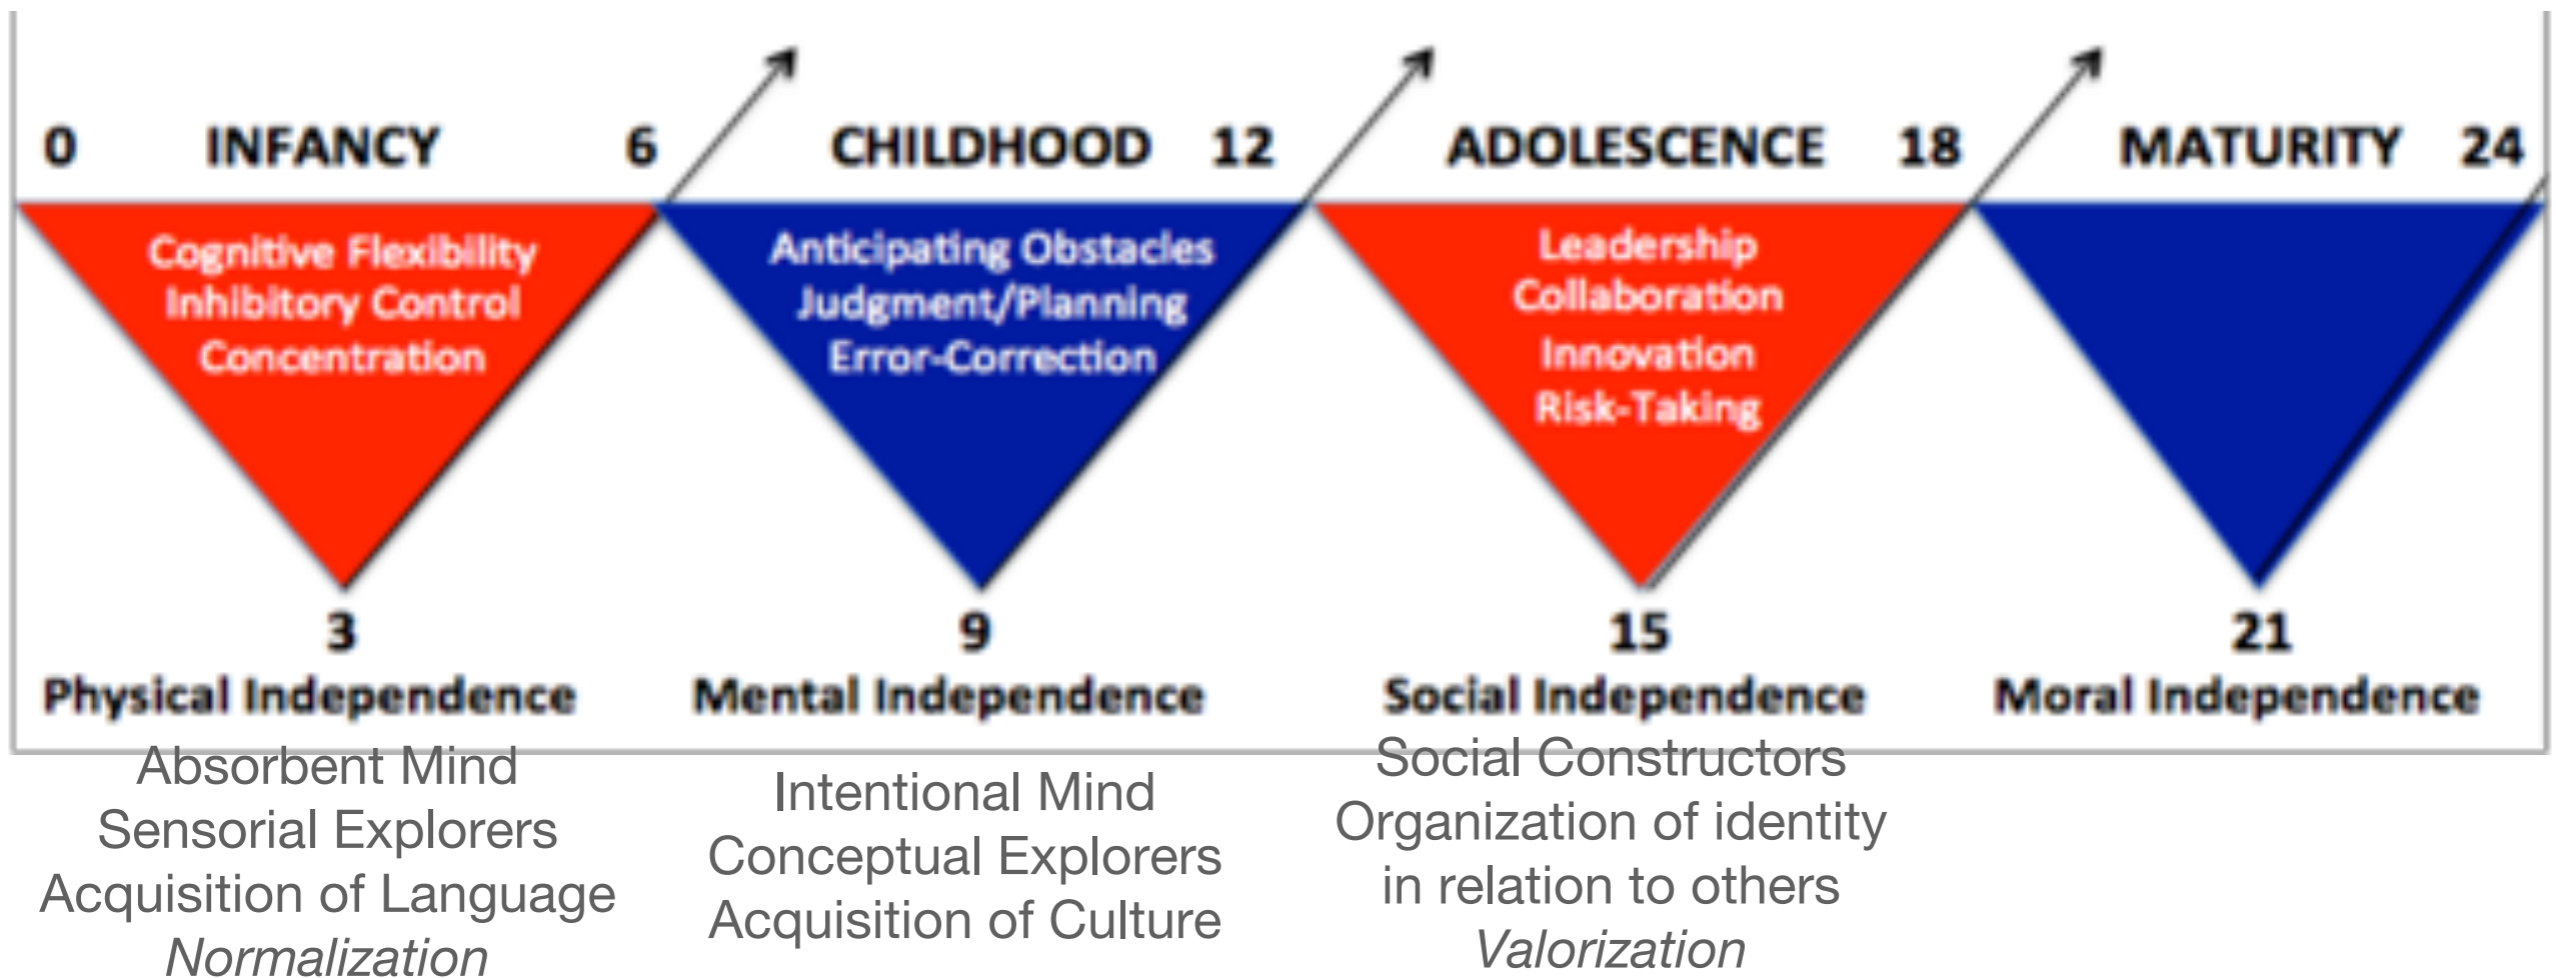 0 INFANCY 6 CHILDHOOD 12 ADOLESCENCE 18 MATURITY 24
Cognitive Flexibility
Inhibitory Control
Concentration
Anticipating Obstacles
Judgment/Planning
Error-Correction
Leadership
Collaboration
Innovation
Risk-Taking
3
Physical Independence
Absorbent Mind
Sensorial Explorers
Acquisition of Language
Normalization
9
Mental Independence
Intentional Mind
Conceptual Explorers
Acquisition of Culture
15
Social Independence
Social Constructors
Organization of identity
in relation to others
Valorization
21
Moral Independence